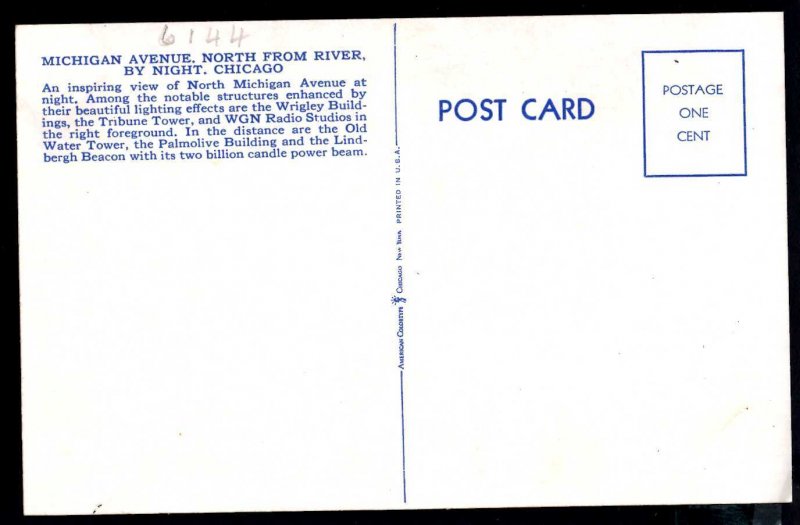 6144
MICHIGAN AVENUE, NORTH FROM RIVER,
BY NIGHT, CHICAGO
An inspiring view of North Michigan Avenue at
night. Among the notable structures enhanced by
their beautiful lighting effects are the Wrigley Build-
ings, the Tribune Tower, and WGN Radio Studios in
the right foreground. In the distance are the Old
Water Tower, the Palmolive Building and the Lind-
bergh Beacon with its two billion candle power beam.
AMERICAN COLORTYPE CHICAGO NEW YORK PRINTED IN U.S.A.
POST CARD
POSTAGE
ONE
CENT